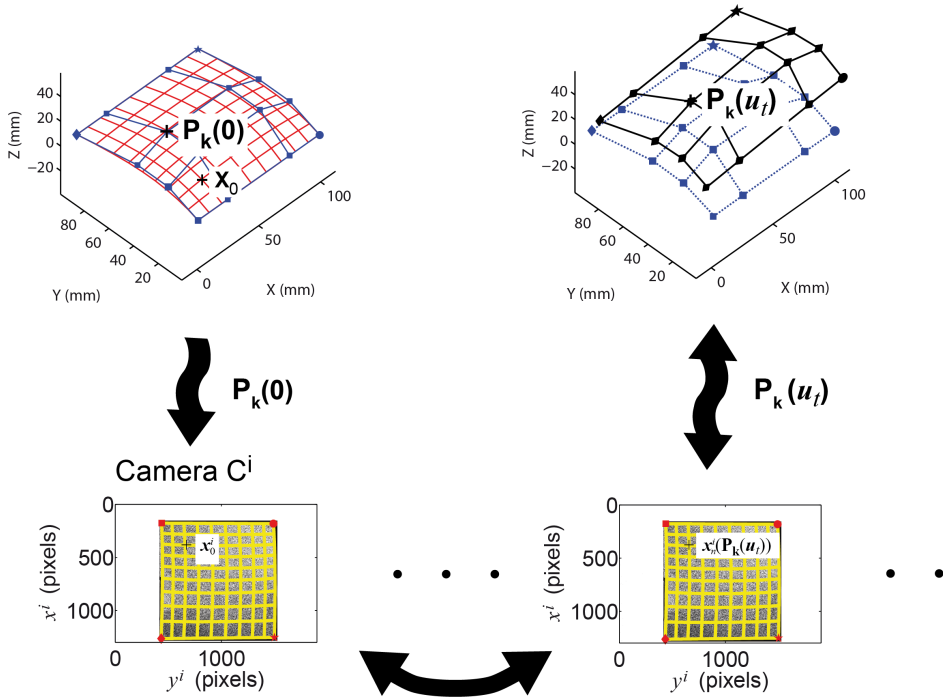 Z (mm)
40
20
0
−20
P_k(0)
X_0
80
60
40
20
Y (mm)
0
50
100
X (mm)
Z (mm)
40
20
0
−20
P_k(u_t)
80
60
40
20
Y (mm)
0
50
100
X (mm)
P_k(0)
P_k(u_t)
Camera C^i
x^i (pixels)
0
500
1000
x_0^i
0
1000
y^i (pixels)
x^i (pixels)
0
500
1000
x_n^i(P_k(u_t))
0
1000
y^i (pixels)